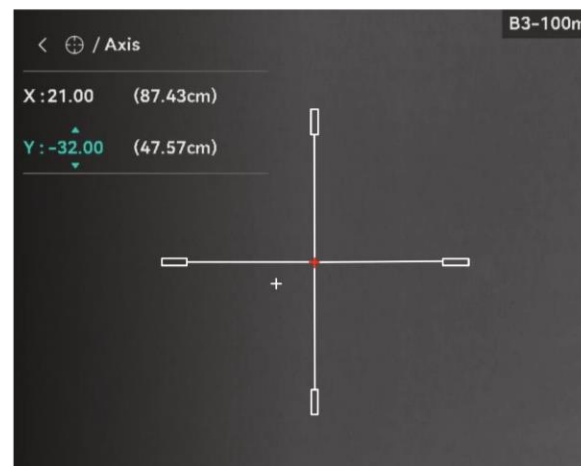 B3-100m
< / Axis
X:21.00 (87.43cm)
Y:-32.00 (47.57cm)